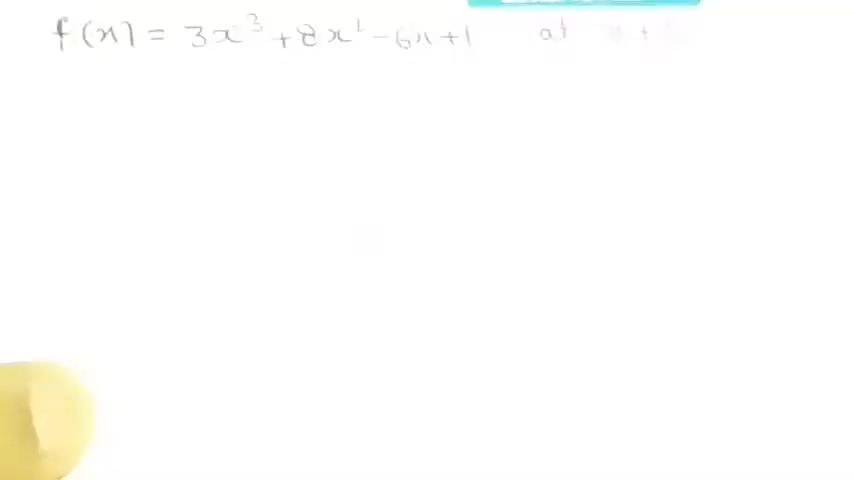 f(x) = 3x³ + 8x² - 6x + 1 at x +